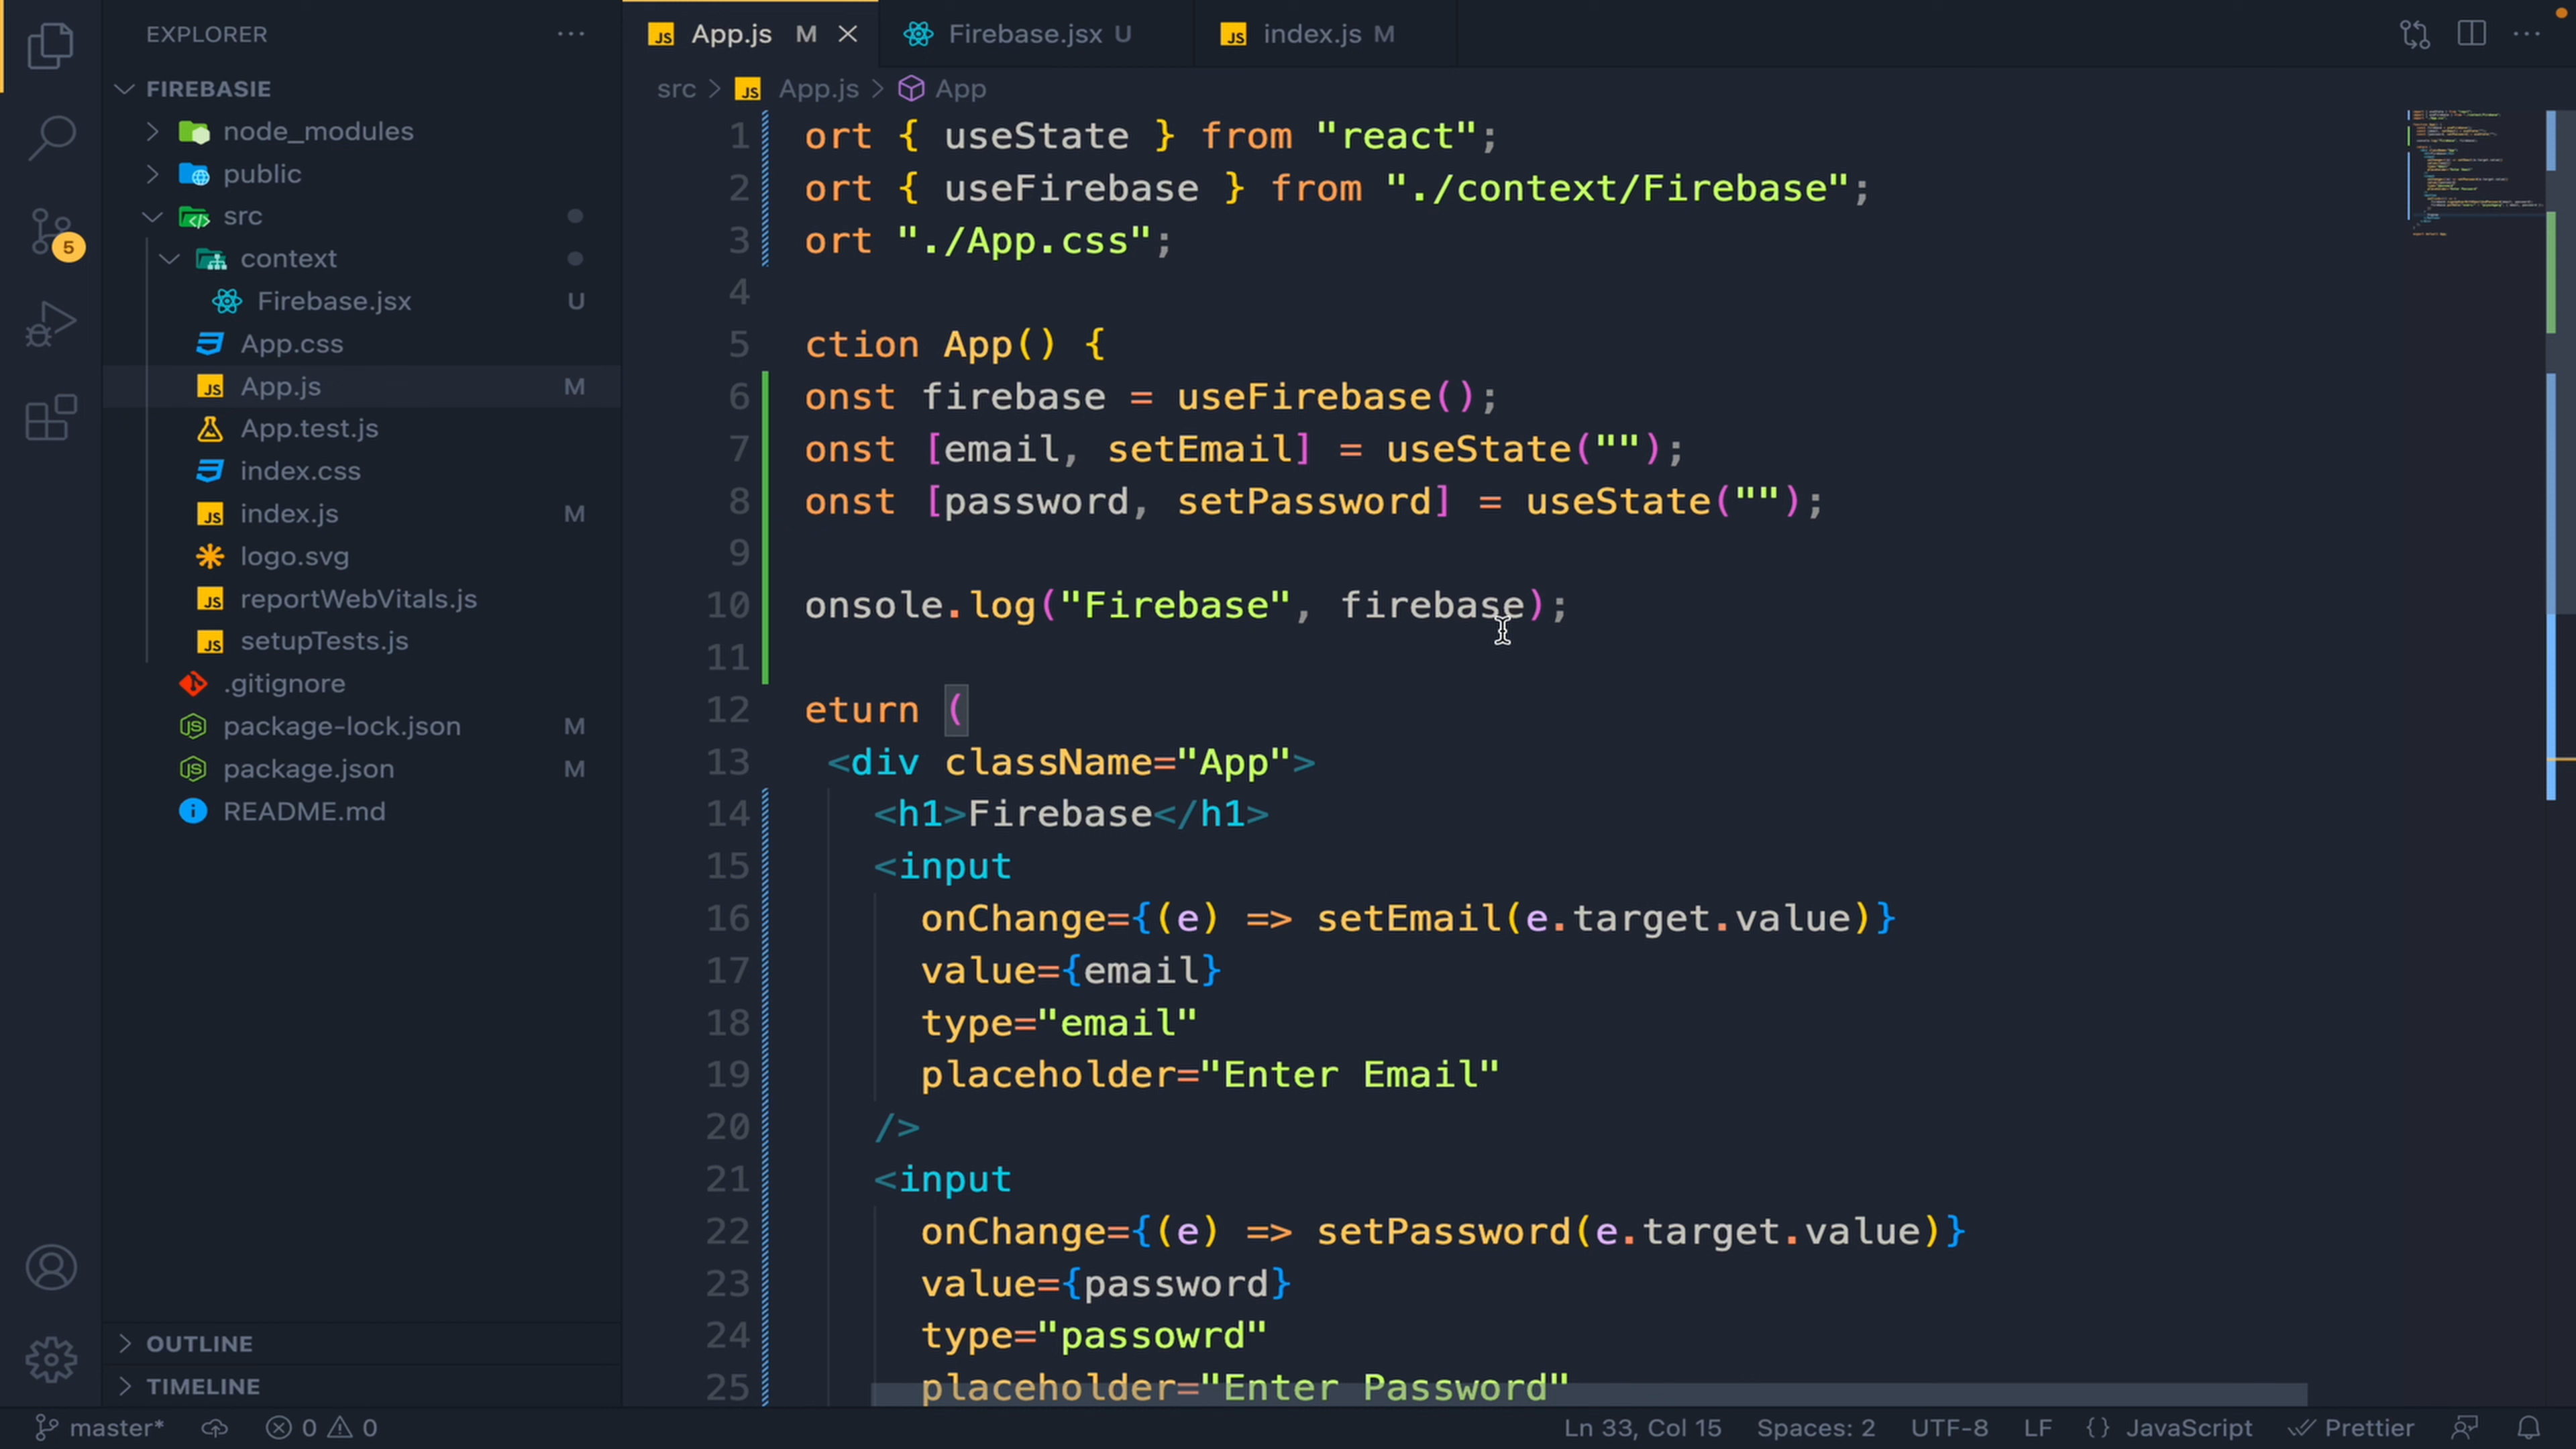 EXPLORER
FIREBASIE
node_modules
public
src
context
Firebase.jsx U
App.css
App.js M
App.test.js
index.css
index.js M
logo.svg
reportWebVitals.js
setupTests.js
.gitignore
package-lock.json M
package.json M
README.md
OUTLINE
TIMELINE
5
App.js M
Firebase.jsx U
index.js M
src > App.js > App
1 ort { useState } from "react";
2 ort { useFirebase } from "./context/Firebase";
3 ort "./App.css";
4
5 ction App() {
6 onst firebase = useFirebase();
7 onst [email, setEmail] = useState("");
8 onst [password, setPassword] = useState("");
9
10 onsole.log("Firebase", firebase);
11
12 eturn (
13 <div className="App">
14 <h1>Firebase</h1>
15 <input
16 onChange={(e) => setEmail(e.target.value)}
17 value={email}
18 type="email"
19 placeholder="Enter Email"
20 />
21 <input
22 onChange={(e) => setPassword(e.target.value)}
23 value={password}
24 type="passowrd"
25 placeholder="Enter Password"
master* 0 0 Ln 33, Col 15 Spaces: 2 UTF-8 LF {} JavaScript Prettier